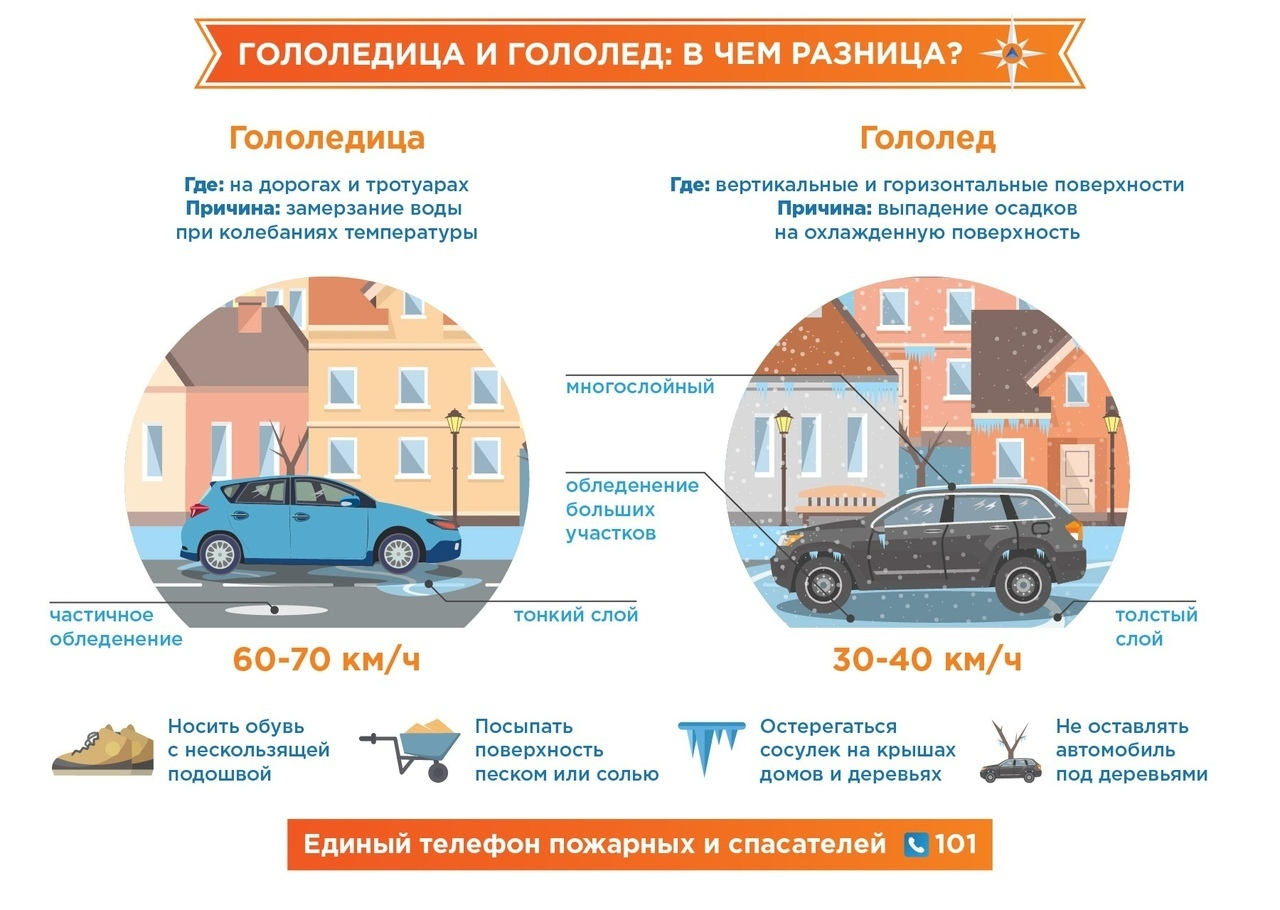 ГОЛОЛЕДИЦА И ГОЛОЛЕД: В ЧЕМ РАЗНИЦА?
Гололедица
Где: на дорогах и тротуарах
Причина: замерзание воды
при колебаниях температуры
частичное
обледенение
тонкий слой
60-70 км/ч
Гололед
Где: вертикальные и горизонтальные поверхности
Причина: выпадение осадков
на охлажденную поверхность
многослойный
обледенение
больших
участков
толстый
слой
30-40 км/ч
Носить обувь
с нескользящей
подошвой
Посыпать
поверхность
песком или солью
Остерегаться
сосулек на крышах
домов и деревьях
Не оставлять
автомобиль
под деревьями
Единый телефон пожарных и спасателей 101